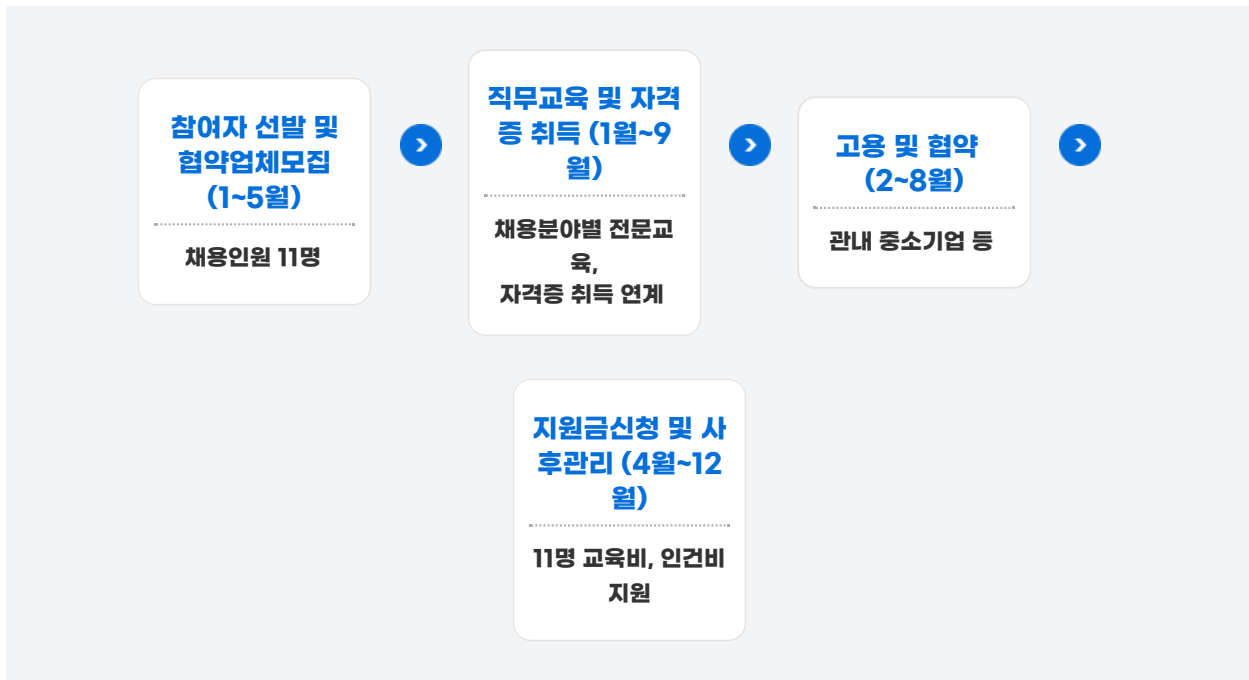 참여자 선발 및
협약업체모집
(1~5월)
채용인원 11명
직무교육 및 자격
증 취득 (1월~9
월)
채용분야별 전문교
육,
자격증 취득 연계
고용 및 협약
(2~8월)
관내 중소기업 등
지원금신청 및 사
후관리 (4월~12
월)
11명 교육비, 인건비
지원